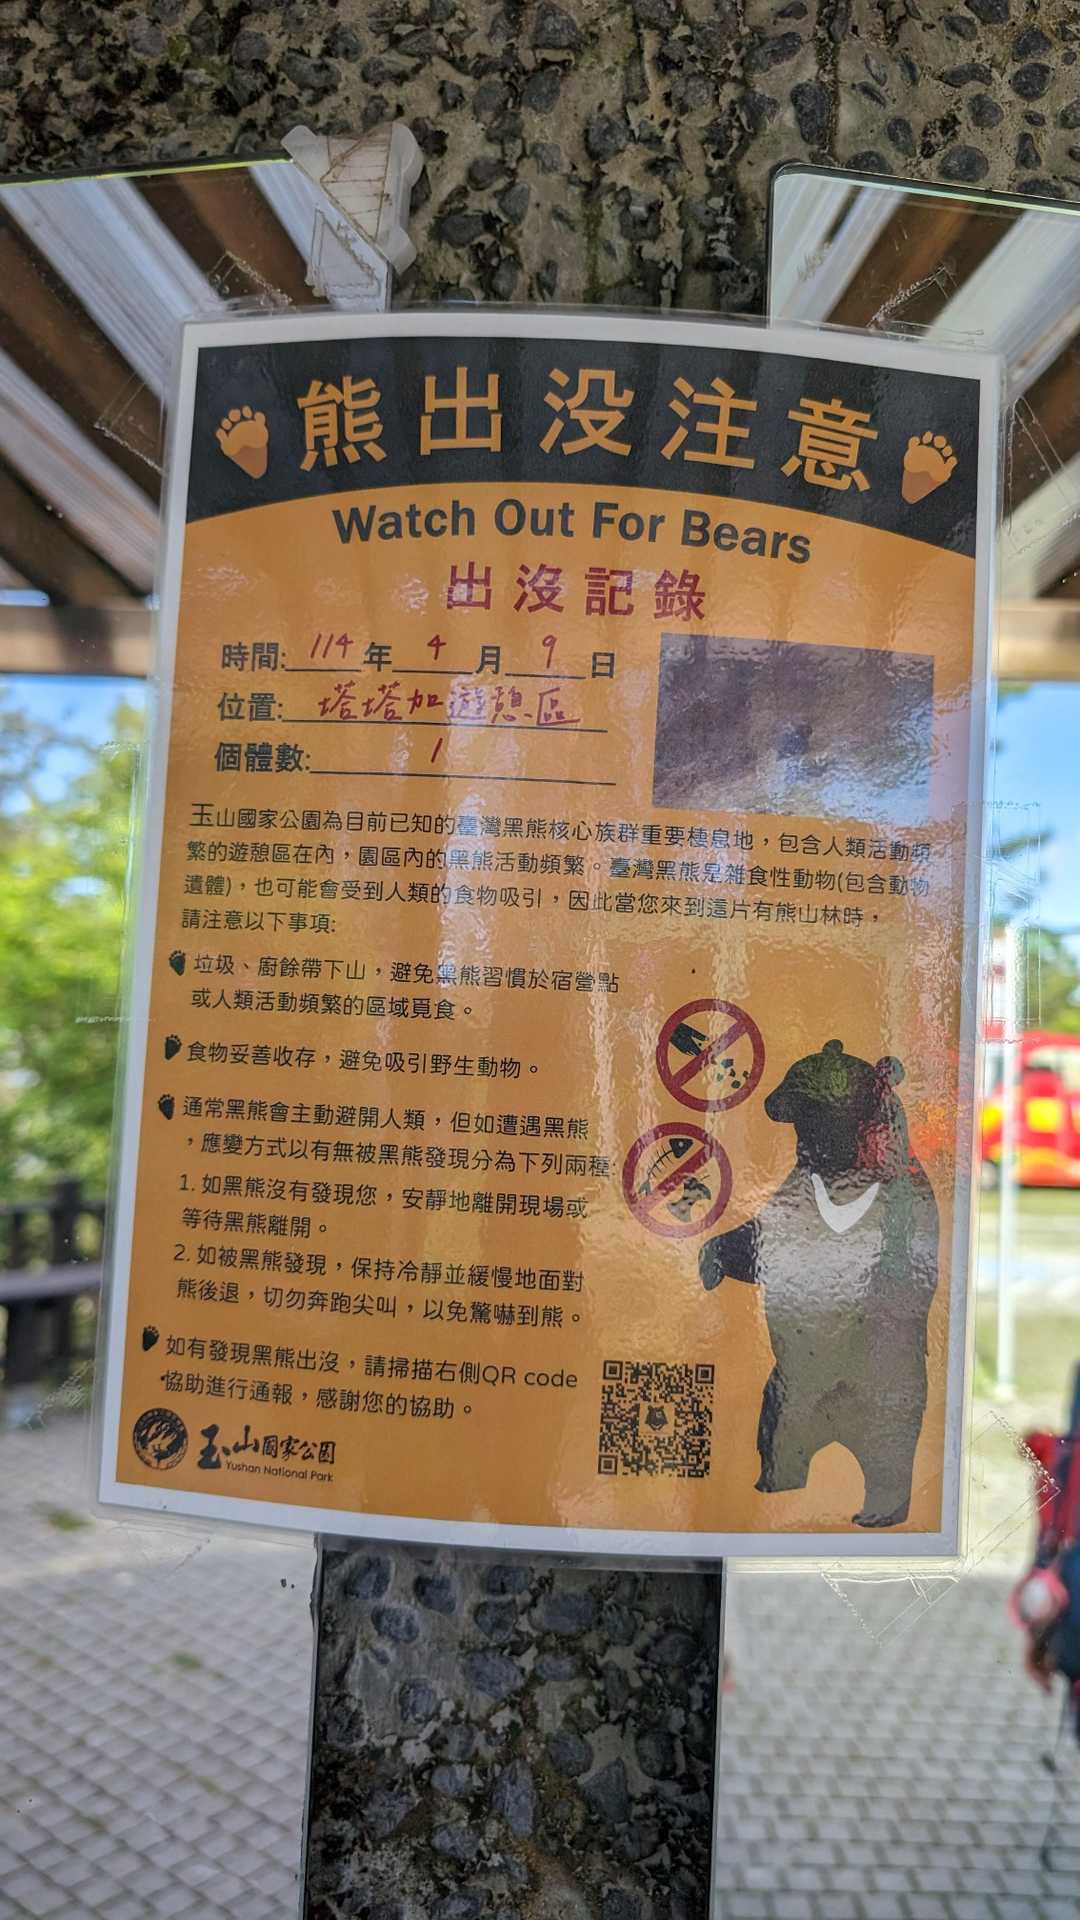 熊出没注意
Watch Out For Bears
出沒記錄
時間: 114 年 4 月 9 日
位置: 塔塔加遊憩區
個體數: 1
玉山國家公園為目前已知的臺灣黑熊核心族群重要棲息地，包含人類活動頻
繁的遊憩區在內，園區內的黑熊活動頻繁。臺灣黑熊是雜食性動物(包含動物
遺體)，也可能會受到人類的食物吸引，因此當您來到這片有熊山林時，
請注意以下事項:
垃圾、廚餘帶下山，避免黑熊習慣於宿營點
或人類活動頻繁的區域覓食。
食物妥善收存，避免吸引野生動物。
通常黑熊會主動避開人類，但如遭遇黑熊
，應變方式以有無被黑熊發現分為下列兩種:
1. 如黑熊沒有發現您，安靜地離開現場或
等待黑熊離開。
2. 如被黑熊發現，保持冷靜並緩慢地面對
熊後退，切勿奔跑尖叫，以免驚嚇到熊。
如有發現黑熊出沒，請掃描右側QR code
協助進行通報，感謝您的協助。
玉山國家公園
Yushan National Park